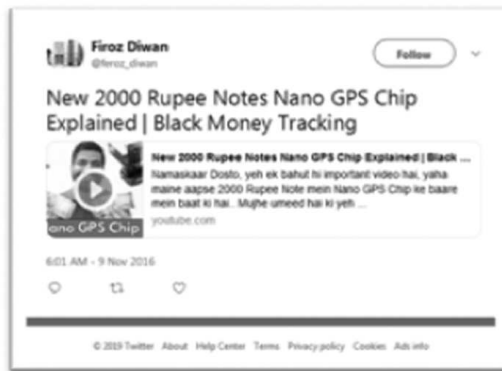 Firoz Diwan
@feroz_diwan
Follow
New 2000 Rupee Notes Nano GPS Chip
Explained | Black Money Tracking
New 2000 Rupee Notes Nano GPS Chip Explained | Black ...
Namaskaar Dosto, yeh ek bahut hi important video hai, yaha
maine aapse 2000 Rupee Note mein Nano GPS Chip ke baare
mein baat ki hai.. Mujhe umeed hai ki yeh ...
youtube.com
ano GPS Chip
6:01 AM - 9 Nov 2016
© 2019 Twitter About Help Center Terms Privacy policy Cookies Ads info